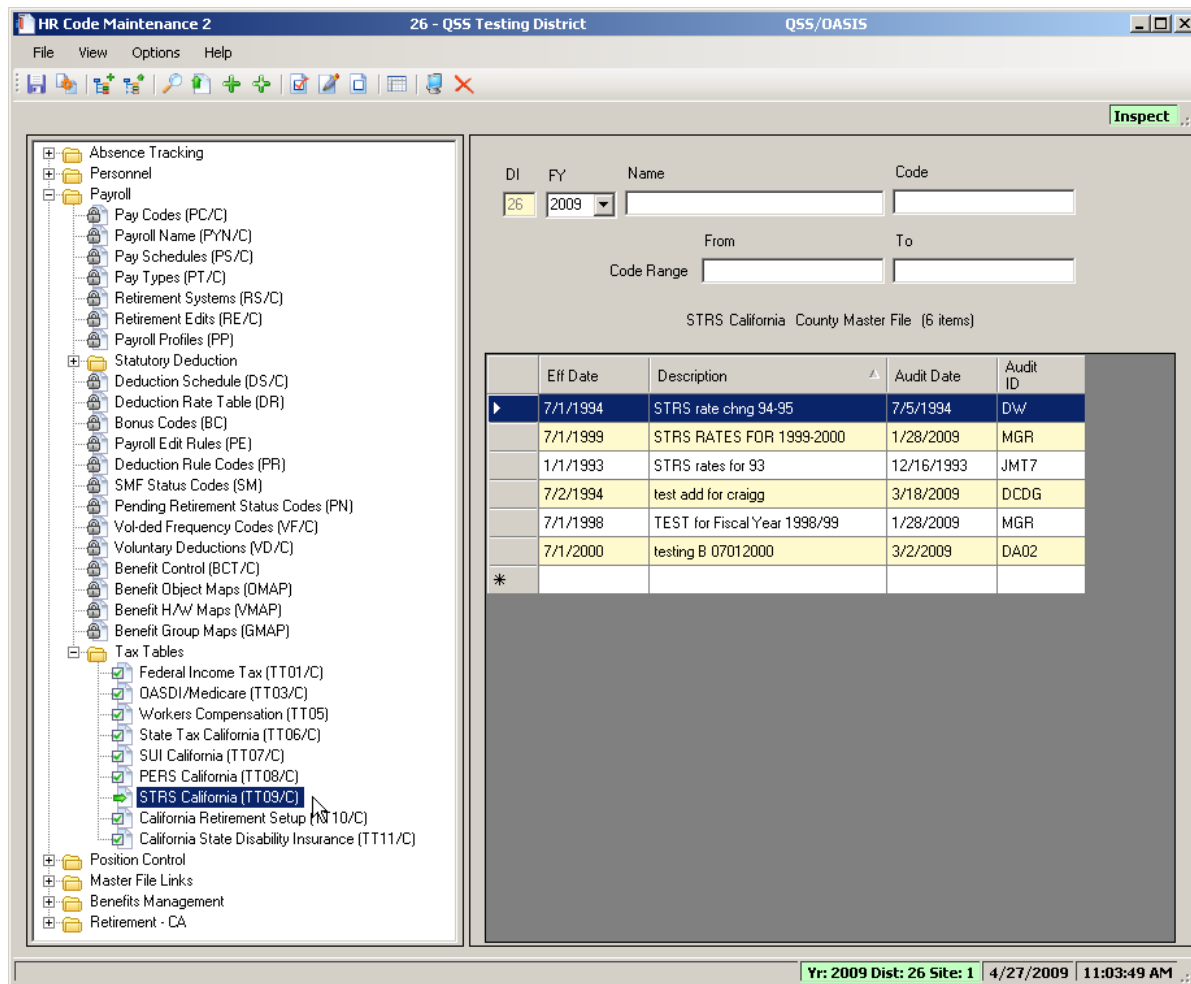 HR Code Maintenance 2 26 - QSS Testing District QSS/OASIS
File View Options Help
Inspect
Absence Tracking
Personnel
Payroll
Pay Codes (PC/C)
Payroll Name (PYN/C)
Pay Schedules (PS/C)
Pay Types (PT/C)
Retirement Systems (RS/C)
Retirement Edits (RE/C)
Payroll Profiles (PP)
Statutory Deduction
Deduction Schedule (DS/C)
Deduction Rate Table (DR)
Bonus Codes (BC)
Payroll Edit Rules (PE)
Deduction Rule Codes (PR)
SMF Status Codes (SM)
Pending Retirement Status Codes (PN)
Vol-ded Frequency Codes (VF/C)
Voluntary Deductions (VD/C)
Benefit Control (BCT/C)
Benefit Object Maps (OMAP)
Benefit H/W Maps (VMAP)
Benefit Group Maps (GMAP)
Tax Tables
Federal Income Tax (TT01/C)
OASDI/Medicare (TT03/C)
Workers Compensation (TT05)
State Tax California (TT06/C)
SUI California (TT07/C)
PERS California (TT08/C)
STRS California (TT09/C)
California Retirement Setup (TT10/C)
California State Disability Insurance (TT11/C)
Position Control
Master File Links
Benefits Management
Retirement - CA
DI FY Name Code
26 2009
From To
Code Range
STRS California County Master File (6 items)
Eff Date Description Audit Date Audit ID
7/1/1994 STRS rate chng 94-95 7/5/1994 DW
7/1/1999 STRS RATES FOR 1999-2000 1/28/2009 MGR
1/1/1993 STRS rates for 93 12/16/1993 JMT7
7/2/1994 test add for craigg 3/18/2009 DCDG
7/1/1998 TEST for Fiscal Year 1998/99 1/28/2009 MGR
7/1/2000 testing B 07012000 3/2/2009 DA02
Yr: 2009 Dist: 26 Site: 1 4/27/2009 11:03:49 AM